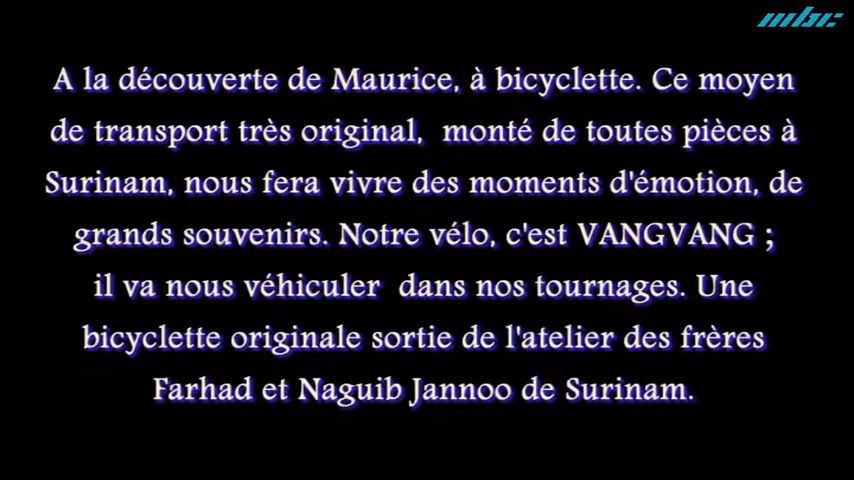 mbc
A la découverte de Maurice, à bicyclette. Ce moyen
de transport très original, monté de toutes pièces à
Surinam, nous fera vivre des moments d'émotion, de
grands souvenirs. Notre vélo, c'est VANGVANG ;
il va nous véhiculer dans nos tournages. Une
bicyclette originale sortie de l'atelier des frères
Farhad et Naguib Jannoo de Surinam.